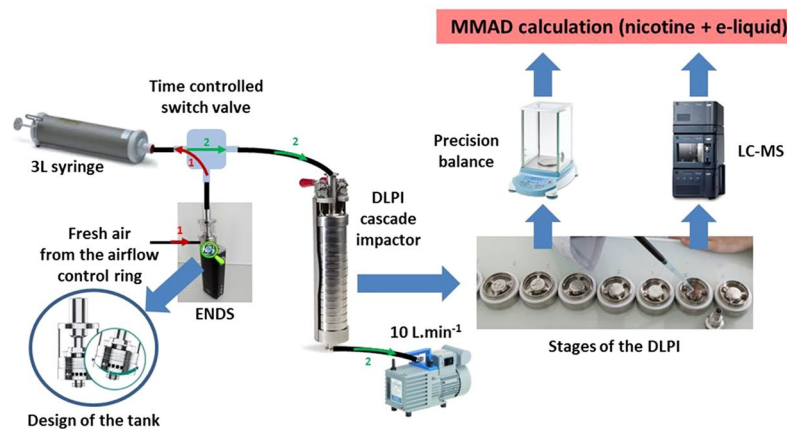 MMAD calculation (nicotine + e-liquid)
Time controlled
switch valve
2
2
1
3L syringe
Precision
balance
LC-MS
DLPI
cascade
impactor
Fresh air
from the airflow
control ring
1
ENDS
10 L.min-1
2
Stages of the DLPI
Design of the tank